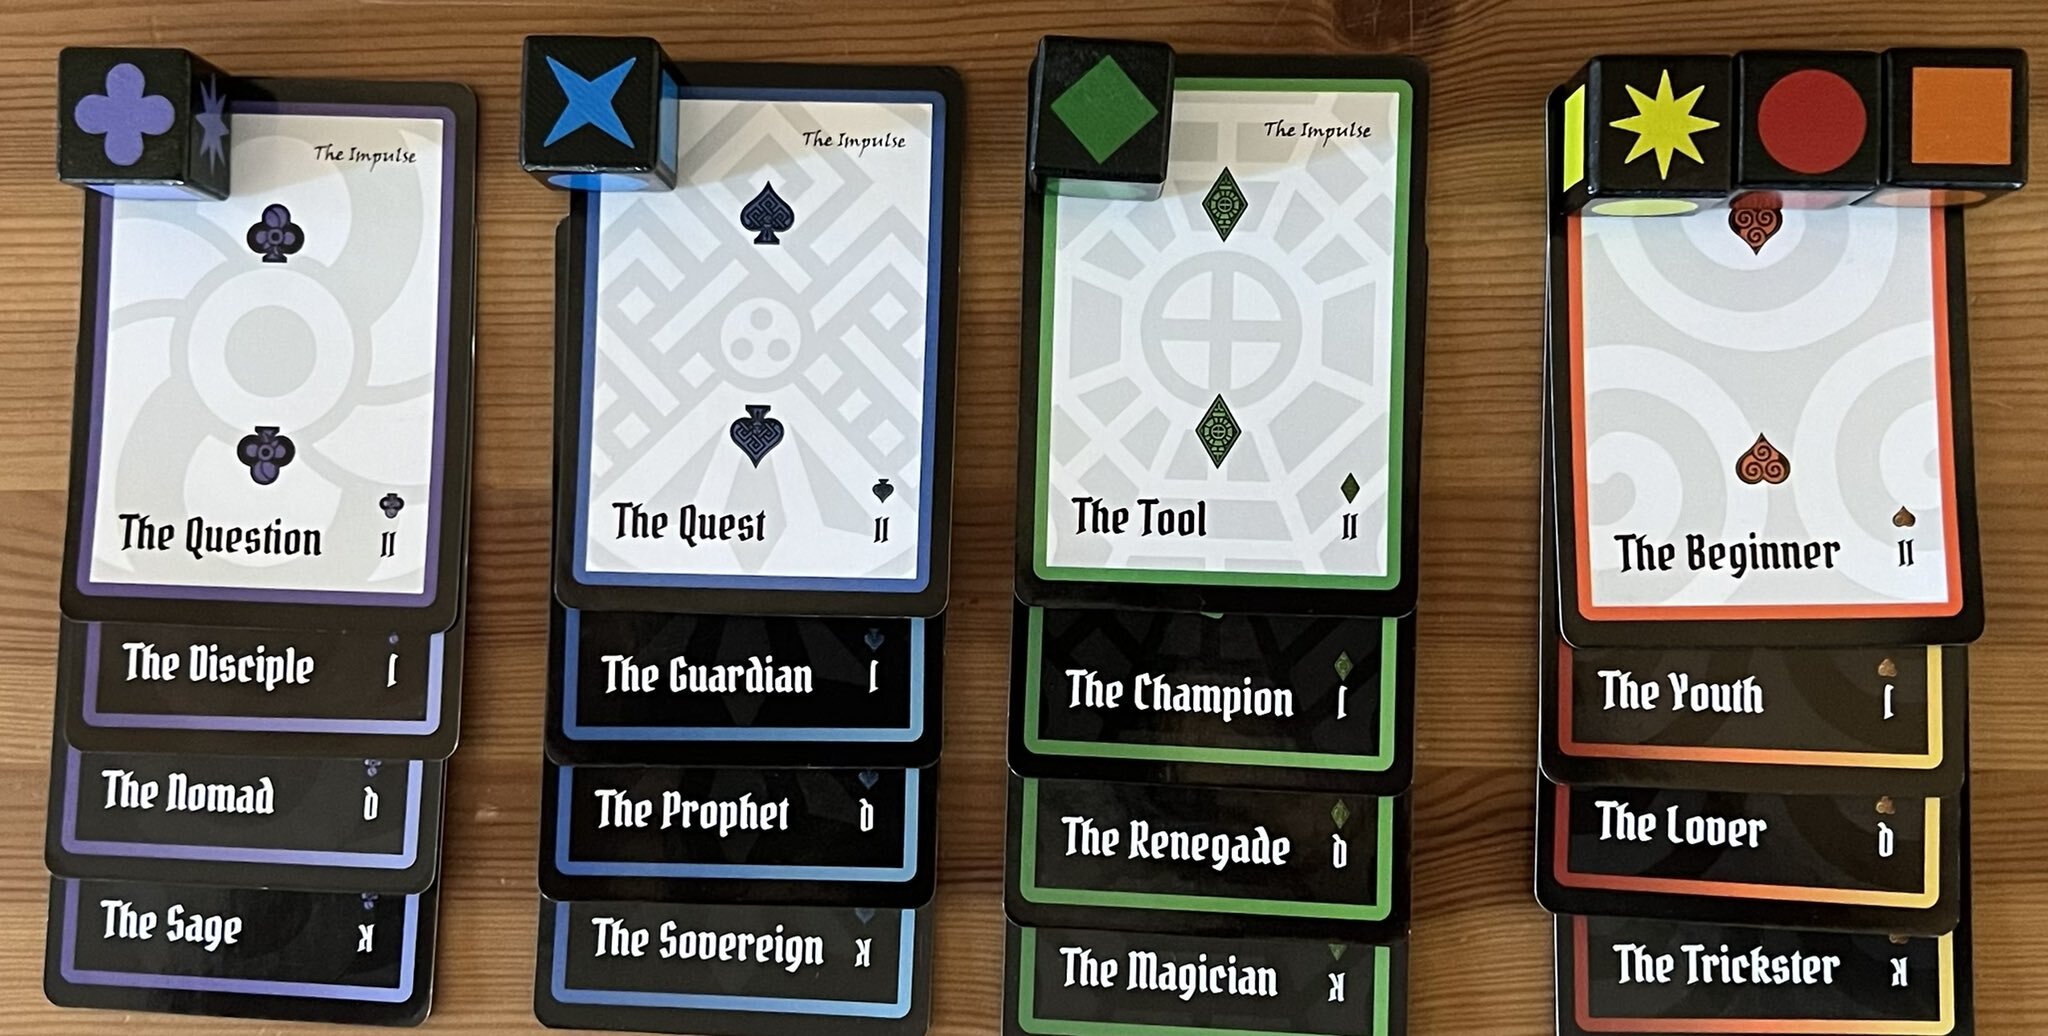 The Impulse
The Question
II
The Disciple
J
The Nomad
Q
The Sage
K
The Impulse
The Quest
II
The Guardian
J
The Prophet
Q
The Sovereign
K
The Impulse
The Tool
II
The Champion
J
The Renegade
Q
The Magician
K
The Beginner
II
The Youth
J
The Lover
Q
The Trickster
K